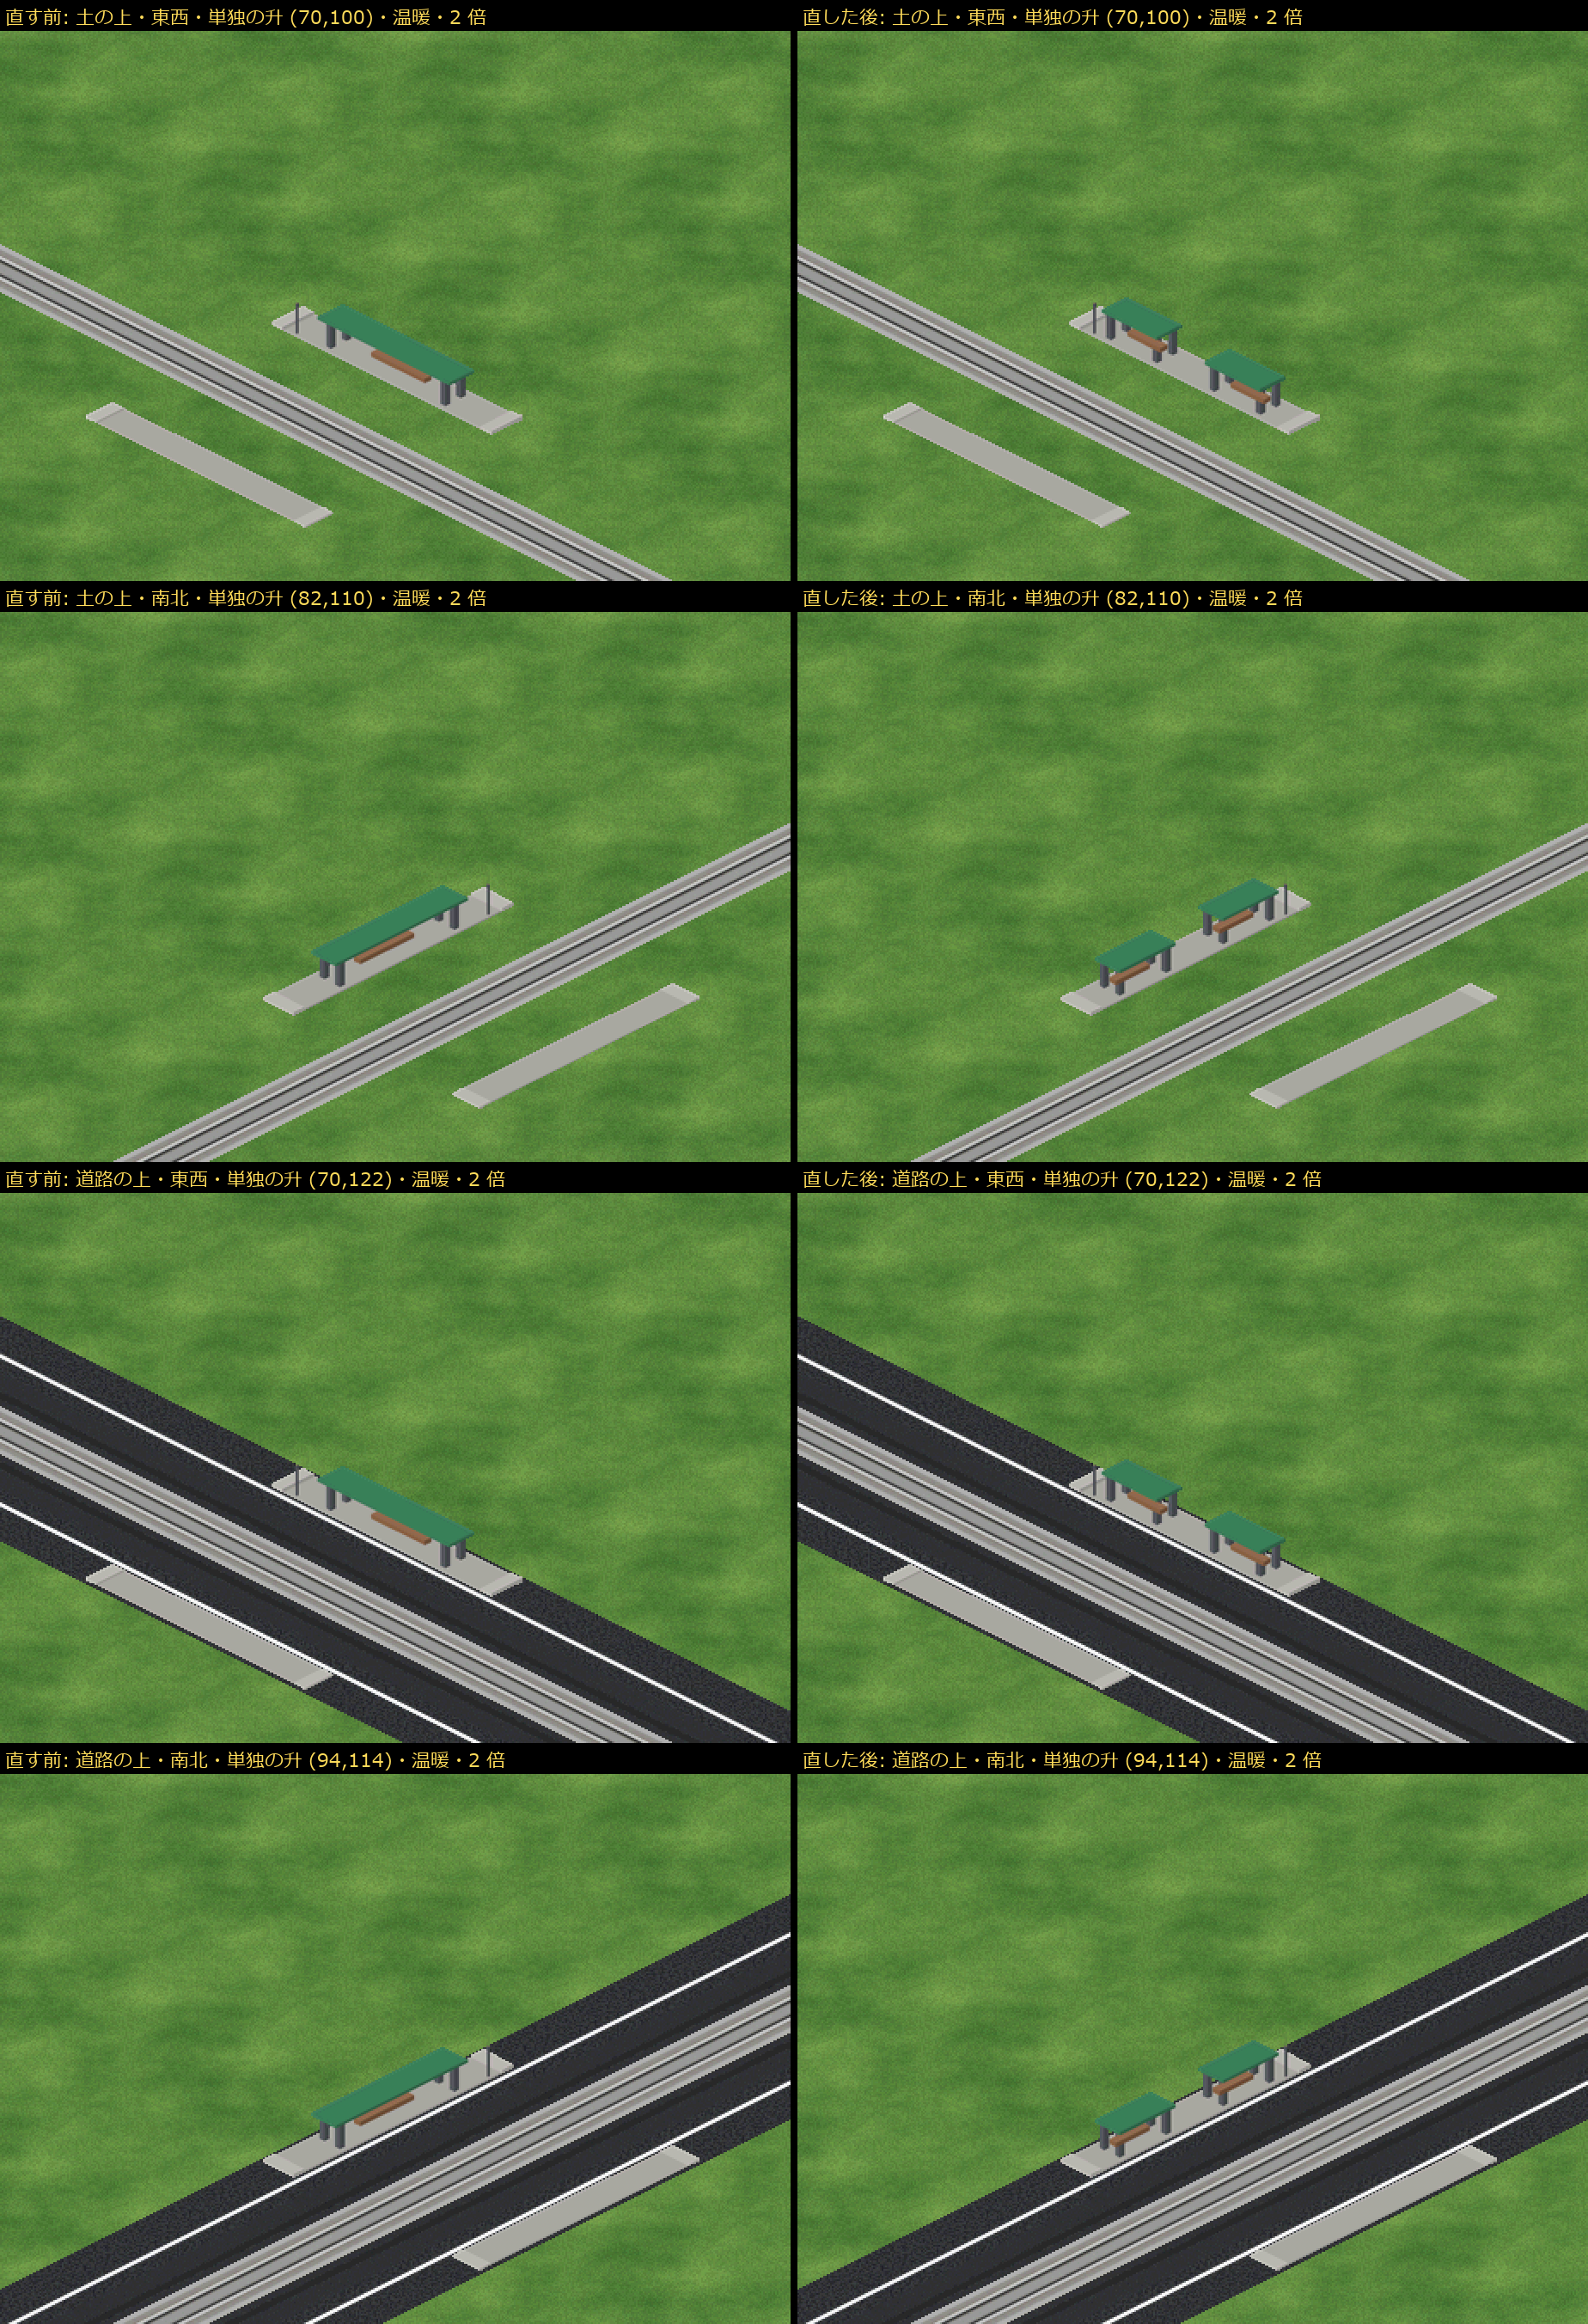 直す前: 土の上・東西・単独の升 (70,100)・温暖・2 倍
直した後: 土の上・東西・単独の升 (70,100)・温暖・2 倍
直す前: 土の上・南北・単独の升 (82,110)・温暖・2 倍
直した後: 土の上・南北・単独の升 (82,110)・温暖・2 倍
直す前: 道路の上・東西・単独の升 (70,122)・温暖・2 倍
直した後: 道路の上・東西・単独の升 (70,122)・温暖・2 倍
直す前: 道路の上・南北・単独の升 (94,114)・温暖・2 倍
直した後: 道路の上・南北・単独の升 (94,114)・温暖・2 倍